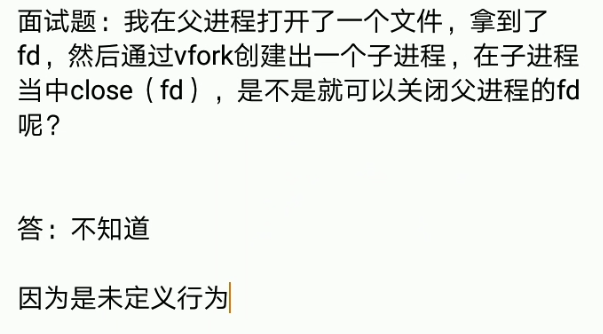 面试题：我在父进程打开了一个文件，拿到了
fd，然后通过vfork创建出一个子进程，在子进程
当中close（fd），是不是就可以关闭父进程的fd
呢？
答：不知道
因为是未定义行为